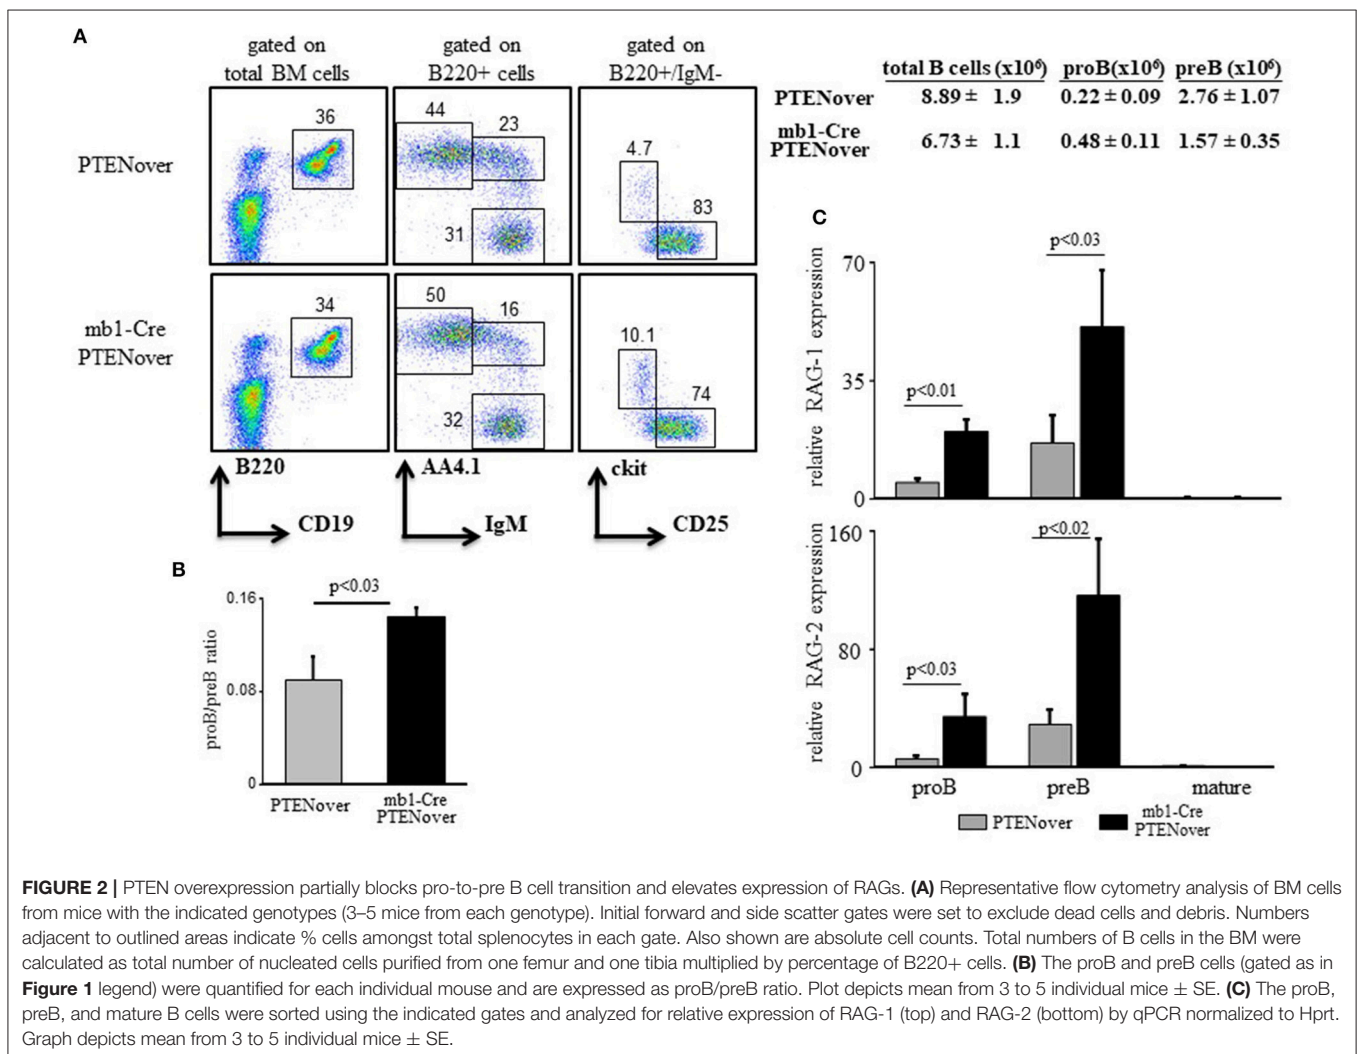 A
gated on
total BM cells
gated on
B220+ cells
gated on
B220+/IgM-
total B cells (x10⁶) proB(x10⁶) preB (x10⁶)
PTENover 8.89 ± 1.9 0.22 ± 0.09 2.76 ± 1.07
mb1-Cre
PTENover 6.73 ± 1.1 0.48 ± 0.11 1.57 ± 0.35
PTENover
36
44
23
31
4.7
83
mb1-Cre
PTENover
34
50
16
32
10.1
74
B220
CD19
AA4.1
IgM
ckit
CD25
B
p<0.03
0.16
0.08
0
proB/preB ratio
PTENover
mb1-Cre
PTENover
C
relative RAG-1 expression
70
35
0
p<0.01
p<0.03
relative RAG-2 expression
160
80
0
p<0.03
p<0.02
proB preB mature
PTENover
mb1-Cre
PTENover
FIGURE 2 | PTEN overexpression partially blocks pro-to-pre B cell transition and elevates expression of RAGs. (A) Representative flow cytometry analysis of BM cells
from mice with the indicated genotypes (3–5 mice from each genotype). Initial forward and side scatter gates were set to exclude dead cells and debris. Numbers
adjacent to outlined areas indicate % cells amongst total splenocytes in each gate. Also shown are absolute cell counts. Total numbers of B cells in the BM were
calculated as total number of nucleated cells purified from one femur and one tibia multiplied by percentage of B220+ cells. (B) The proB and preB cells (gated as in
Figure 1 legend) were quantified for each individual mouse and are expressed as proB/preB ratio. Plot depicts mean from 3 to 5 individual mice ± SE. (C) The proB,
preB, and mature B cells were sorted using the indicated gates and analyzed for relative expression of RAG-1 (top) and RAG-2 (bottom) by qPCR normalized to Hprt.
Graph depicts mean from 3 to 5 individual mice ± SE.